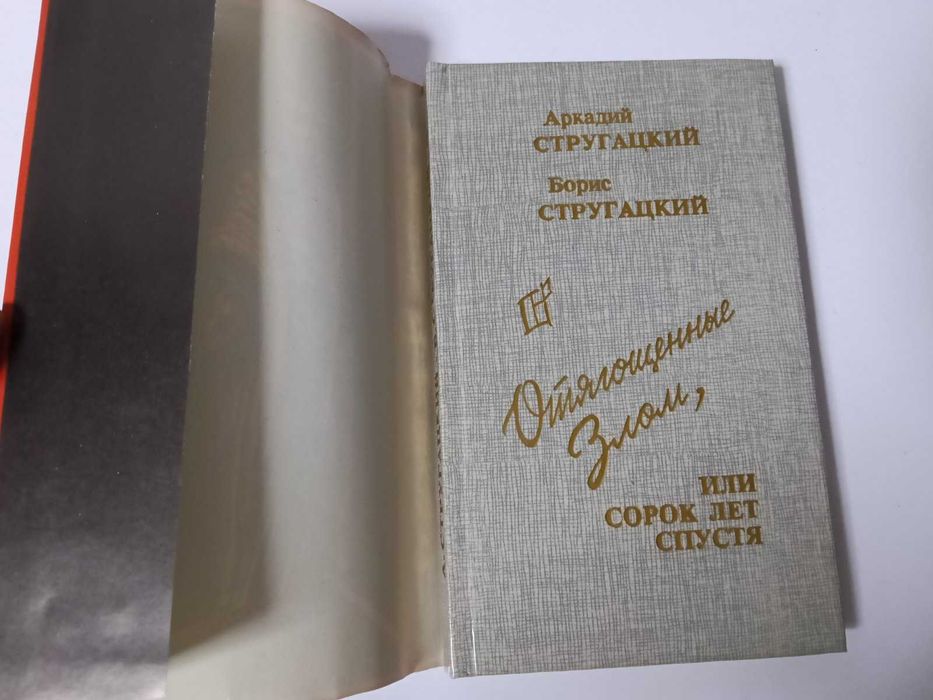 Аркадий
СТРУГАЦКИЙ
Борис
СТРУГАЦКИЙ
Отягощенные
Злом,
ИЛИ
СОРОК ЛЕТ
СПУСТЯ